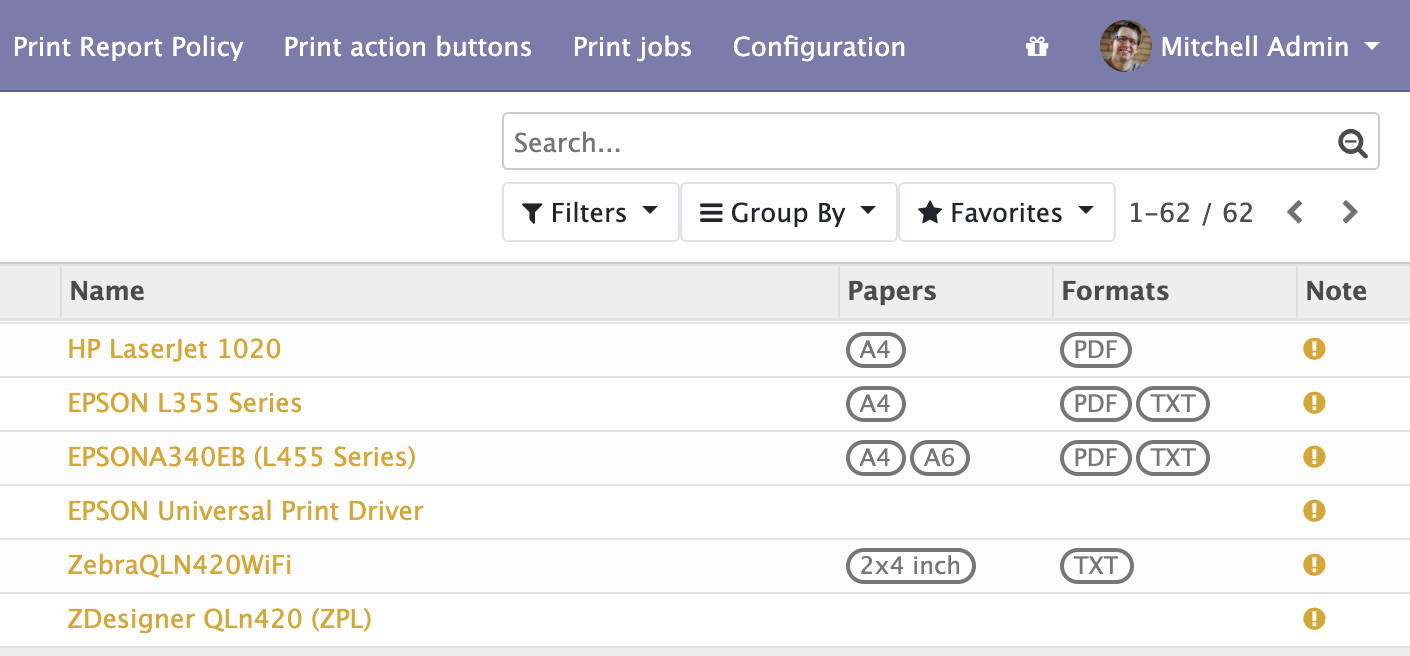 Print Report Policy Print action buttons Print jobs Configuration Mitchell Admin
Search...
Filters Group By Favorites 1-62 / 62
Name Papers Formats Note
HP LaserJet 1020 A4 PDF
EPSON L355 Series A4 PDF TXT
EPSONA340EB (L455 Series) A4 A6 PDF TXT
EPSON Universal Print Driver
ZebraQLN420WiFi 2x4 inch TXT
ZDesigner QLn420 (ZPL)